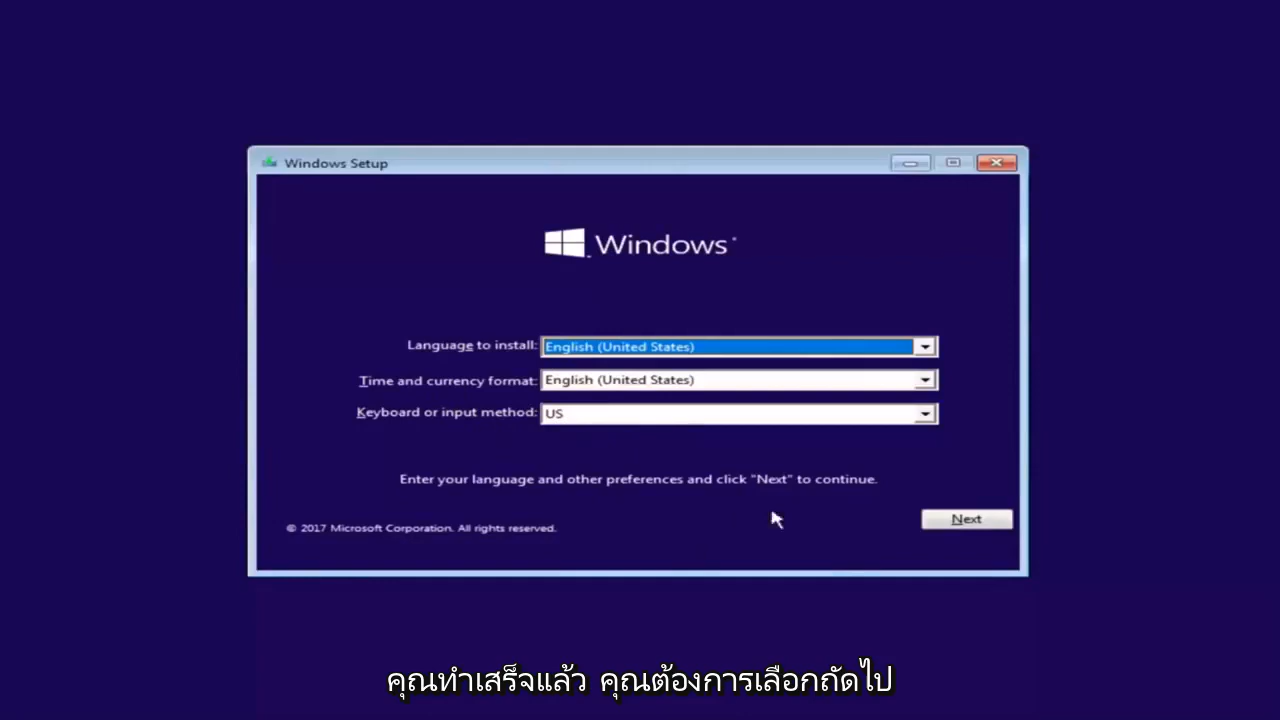 Windows Setup
Windows
Language to install: English (United States)
Time and currency format: English (United States)
Keyboard or input method: US
Enter your language and other preferences and click "Next" to continue.
Next
© 2017 Microsoft Corporation. All rights reserved.
คุณทำเสร็จแล้ว คุณต้องการเลือกถัดไป